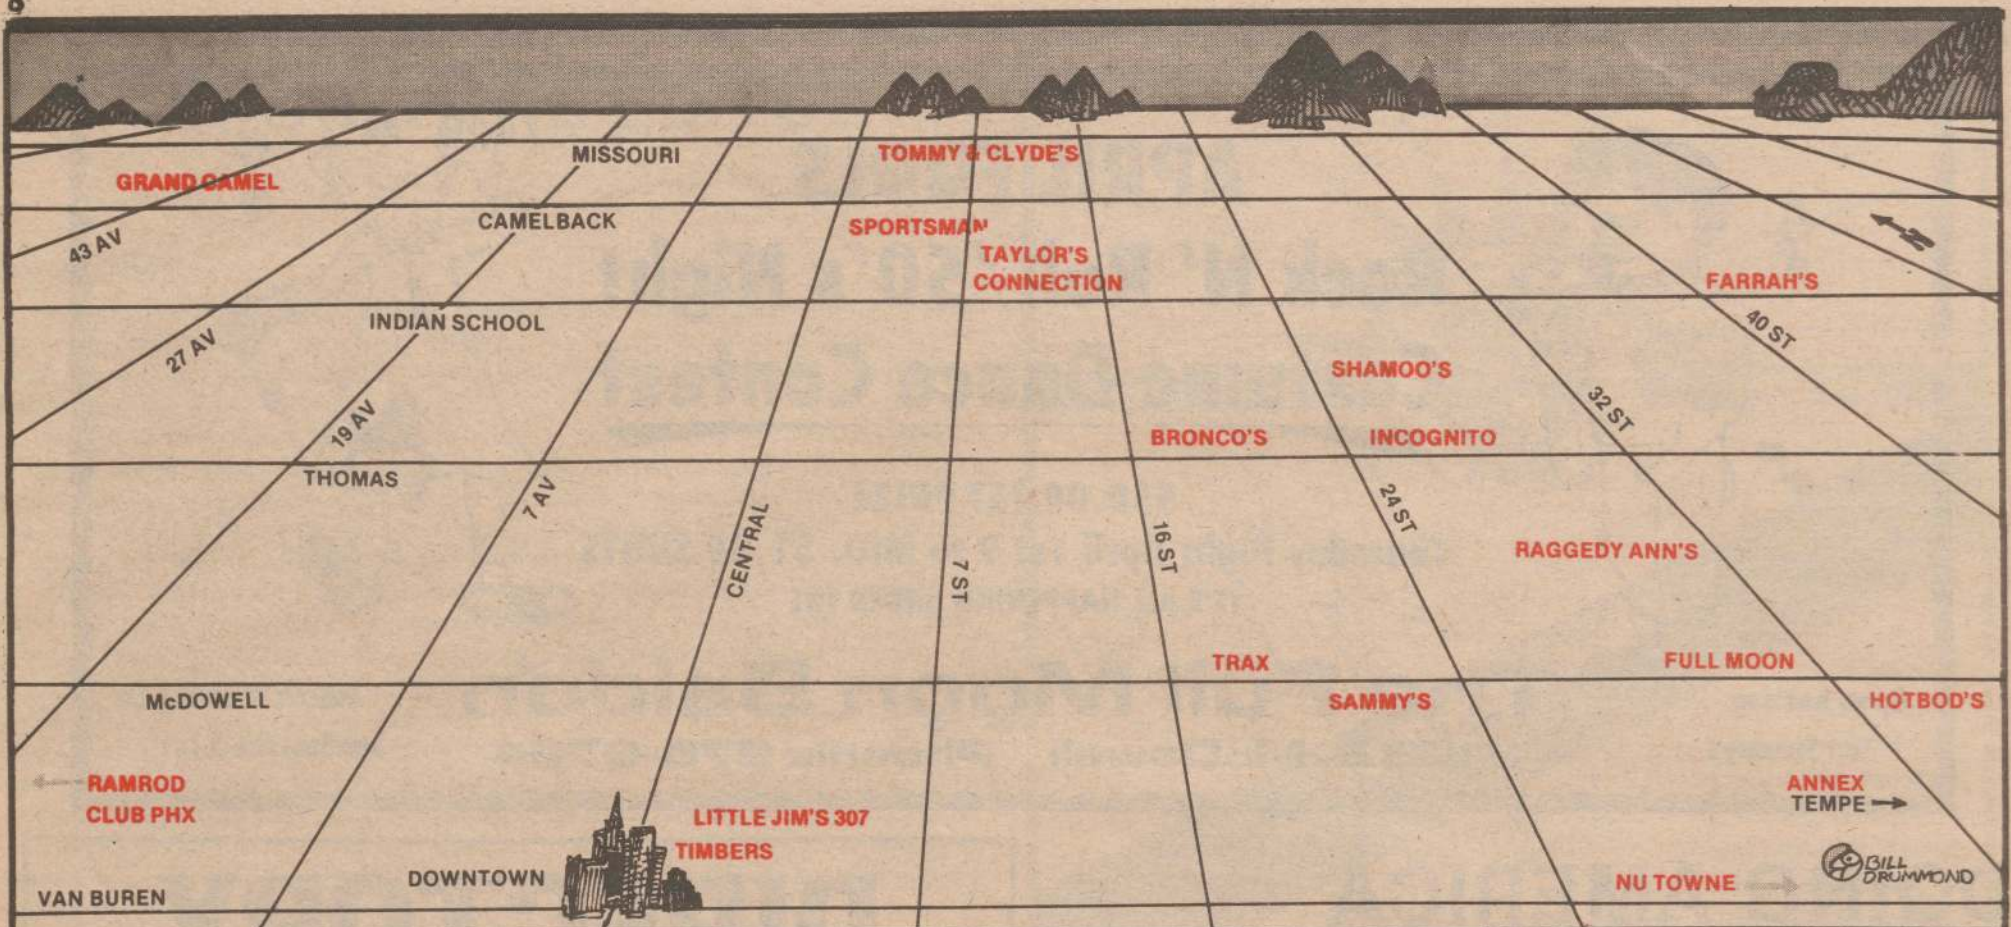 MISSOURI
TOMMY & CLYDE'S
GRAND CAMEL
CAMELBACK
SPORTSMAN
43 AV
N
TAYLOR'S
CONNECTION
FARRAH'S
INDIAN SCHOOL
27 AV
40 ST
SHAMOO'S
19 AV
32 ST
BRONCO'S
INCOGNITO
THOMAS
7 AV
CENTRAL
7 ST
16 ST
24 ST
RAGGEDY ANN'S
TRAX
FULL MOON
McDOWELL
SAMMY'S
HOTBOD'S
RAMROD
CLUB PHX
ANNEX
TEMPE
LITTLE JIM'S 307
TIMBERS
DOWNTOWN
BILL
DRUMMOND
NU TOWNE
VAN BUREN